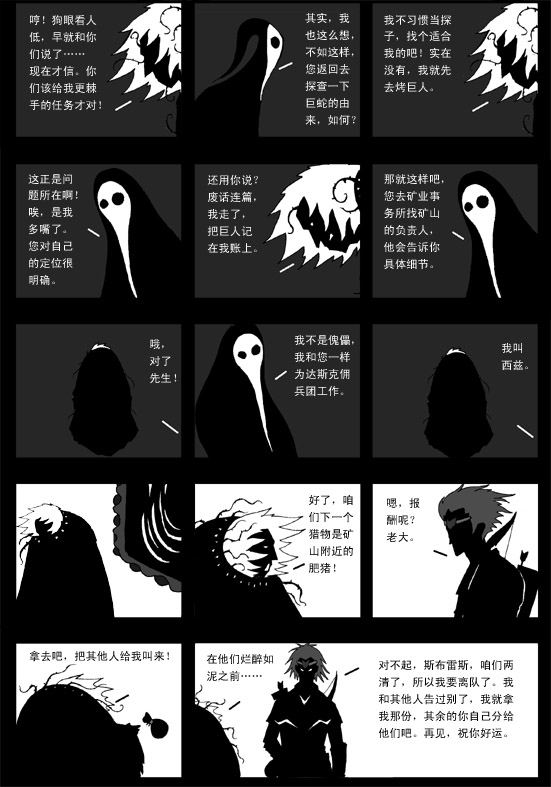 哼！狗眼看人
低，早就和你
们说了……
现在才信。你
们该给我更棘
手的任务才对！
其实，我
也这么想，
不如这样，
您返回去
探查一下
巨蛇的由
来，如何？
我不习惯当探
子，找个适合
我的吧！实在
没有，我就先
去烤巨人。
这正是问
题所在啊！
唉，是我
多嘴了。
您对自己
的定位很
明确。
还用你说？
废话连篇，
我走了，
把巨人记
在我账上。
那就这样吧，
您去矿业事
务所找矿山
的负责人，
他会告诉你
具体细节。
哦，
对了
先生！
我不是傀儡，
我和您一样
为达斯克佣
兵团工作。
我叫
西兹。
好了，咱
们下一个
猎物是矿
山附近的
肥猪！
嗯，报
酬呢？
老大。
拿去吧，把其他人给我叫来！
在他们烂醉如
泥之前……
对不起，斯布雷斯，咱们两
清了，所以我要离队了。我
和其他人告过别了，我就拿
我那份，其余的你自己分给
他们吧。再见，祝你好运。